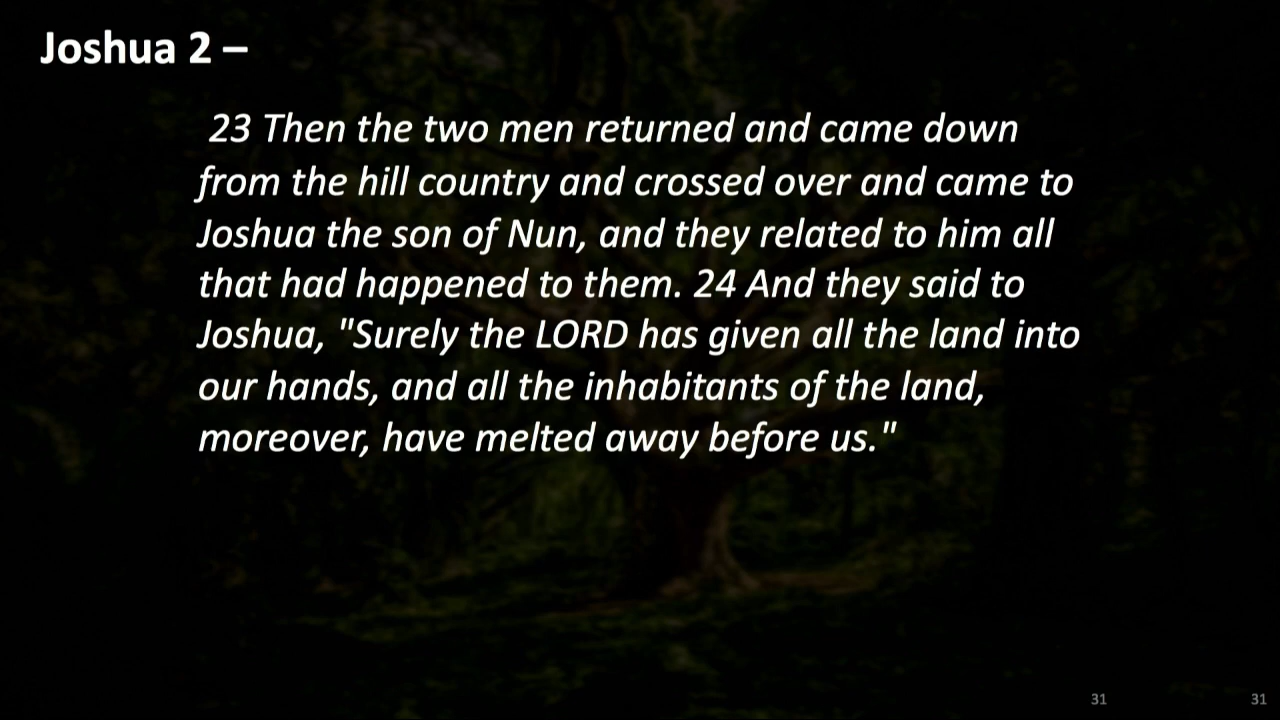 Joshua 2 –
23 Then the two men returned and came down
from the hill country and crossed over and came to
Joshua the son of Nun, and they related to him all
that had happened to them. 24 And they said to
Joshua, "Surely the LORD has given all the land into
our hands, and all the inhabitants of the land,
moreover, have melted away before us."
31 31